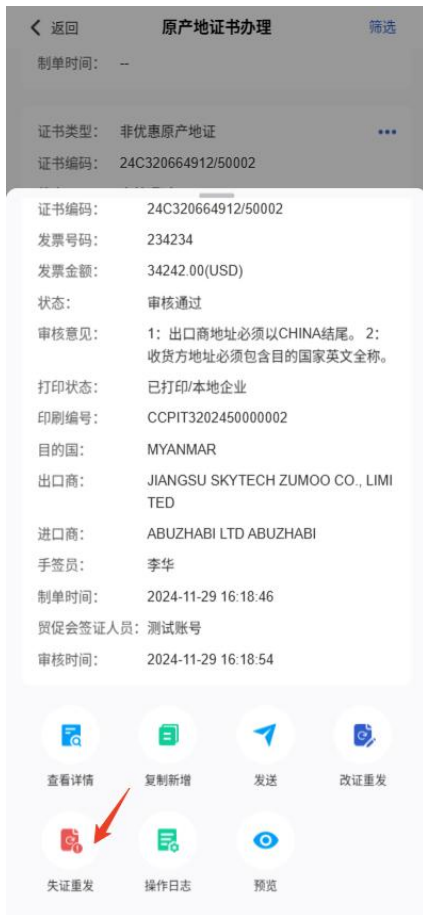 返回
原产地证书办理
筛选
制单时间： --
证书类型： 非优惠原产地证
证书编码： 24C320664912/50002
证书编码： 24C320664912/50002
发票号码： 234234
发票金额： 34242.00(USD)
状态： 审核通过
审核意见： 1：出口商地址必须以CHINA结尾。 2：
收货方地址必须包含目的国家英文全称。
打印状态： 已打印/本地企业
印刷编号： CCPIT3202450000002
目的国： MYANMAR
出口商： JIANGSU SKYTECH ZUMOO CO., LIMI
TED
进口商： ABUZHABI LTD ABUZHABI
手签员： 李华
制单时间： 2024-11-29 16:18:46
贸促会签证人员：测试账号
审核时间： 2024-11-29 16:18:54
查看详情 复制新增 发送 改证重发
失证重发 操作日志 预览